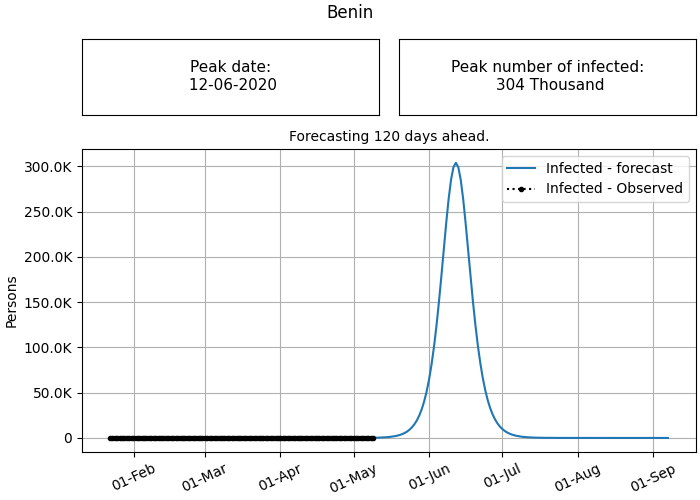 Benin
Peak date:
12-06-2020
Peak number of infected:
304 Thousand
Forecasting 120 days ahead.
Infected - forecast
Infected - Observed
Persons
300.0K
250.0K
200.0K
150.0K
100.0K
50.0K
0
01-Feb
01-Mar
01-Apr
01-May
01-Jun
01-Jul
01-Aug
01-Sep